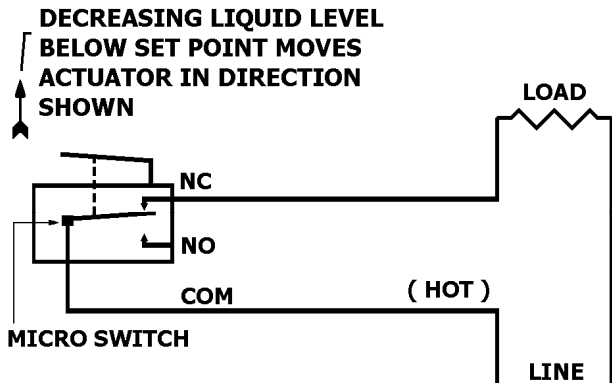 DECREASING LIQUID LEVEL
BELOW SET POINT MOVES
ACTUATOR IN DIRECTION
SHOWN
LOAD
NC
NO
COM
( HOT )
MICRO SWITCH
LINE